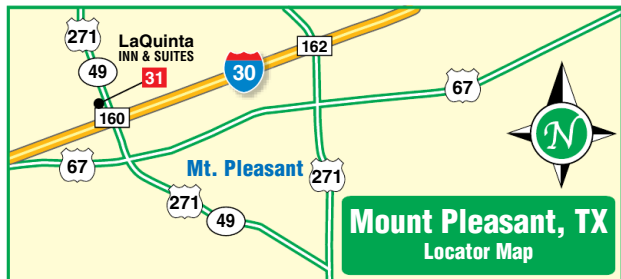 271
LaQuinta
INN & SUITES
49
31
162
30
160
67
67
Mt. Pleasant
271
271
49
N
Mount Pleasant, TX
Locator Map